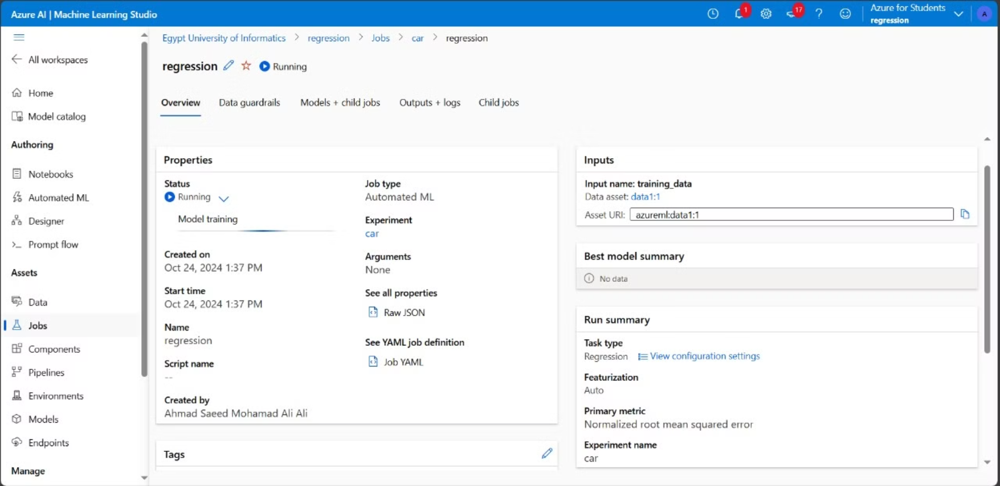 Azure AI | Machine Learning Studio
1
17
Azure for Students
regression
A
All workspaces
Home
Model catalog
Authoring
Notebooks
Automated ML
Designer
Prompt flow
Assets
Data
Jobs
Components
Pipelines
Environments
Models
Endpoints
Manage
Egypt University of Informatics > regression > Jobs > car > regression
regression Running
Overview Data guardrails Models + child jobs Outputs + logs Child jobs
Properties
Status
Running
Model training
Created on
Oct 24, 2024 1:37 PM
Start time
Oct 24, 2024 1:37 PM
Name
regression
Script name
--
Created by
Ahmad Saeed Mohamad Ali Ali
Job type
Automated ML
Experiment
car
Arguments
None
See all properties
Raw JSON
See YAML job definition
Job YAML
Tags
Inputs
Input name: training_data
Data asset: data1:1
Asset URI: azureml:data1:1
Best model summary
No data
Run summary
Task type
Regression View configuration settings
Featurization
Auto
Primary metric
Normalized root mean squared error
Experiment name
car